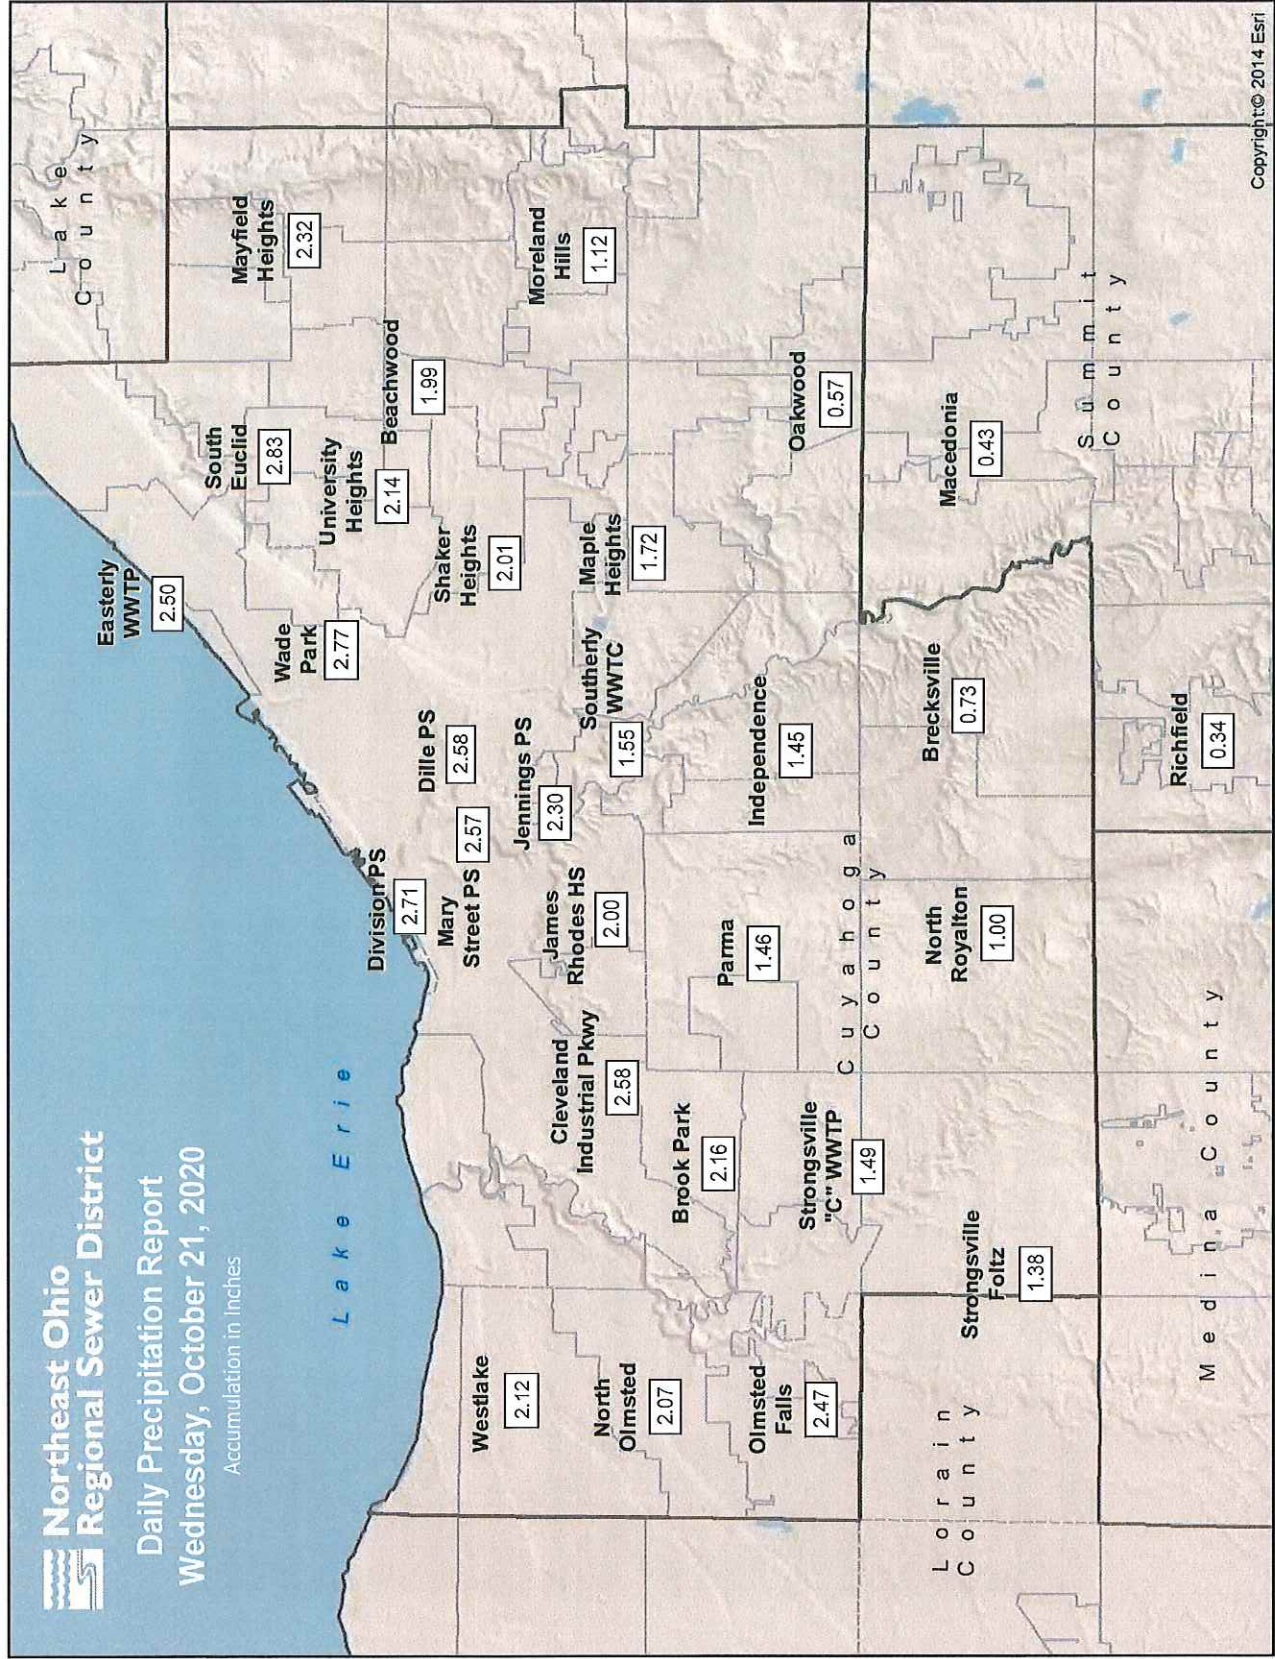 Northeast Ohio
Regional Sewer District
Daily Precipitation Report
Wednesday, October 21, 2020
Accumulation in Inches
Lake Erie
Lake
County
Easterly
WWTP
2.50
South
Euclid
2.83
Mayfield
Heights
2.32
Wade
Park
2.77
University
Heights
2.14
Beachwood
1.99
Division PS
2.71
Dille PS
2.58
Mary
Street PS
2.57
Shaker
Heights
2.01
Westlake
2.12
Jennings PS
2.30
Moreland
Hills
1.12
James
Rhodes HS
2.00
Cleveland
Industrial Pkwy
2.58
Southerly
WWTC
1.55
Maple
Heights
1.72
North
Olmsted
2.07
Brook Park
2.16
Parma
1.46
Independence
1.45
Oakwood
0.57
Olmsted
Falls
2.47
Strongsville
"C" WWTP
1.49
Cuyahoga
County
Lorain
County
Strongsville
Foltz
1.38
North
Royalton
1.00
Brecksville
0.73
Macedonia
0.43
Summit
County
Medina County
Richfield
0.34
Copyright:© 2014 Esri